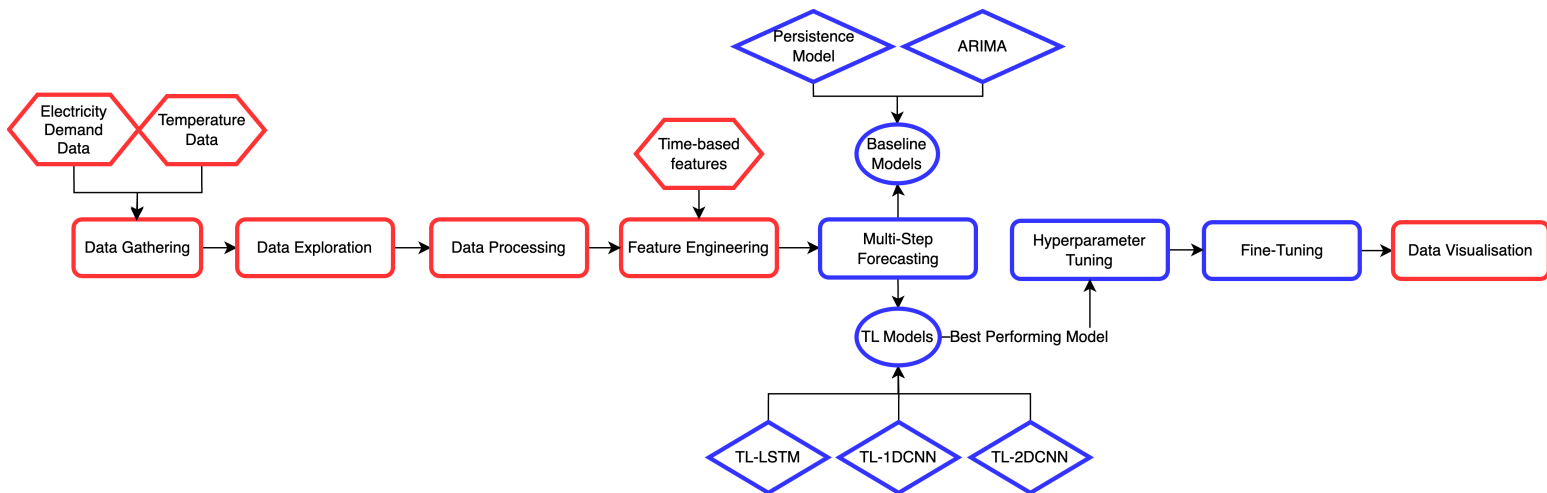 Persistence
Model
ARIMA
Electricity
Demand
Data
Temperature
Data
Time-based
features
Baseline
Models
Data Gathering
Data Exploration
Data Processing
Feature Engineering
Multi-Step
Forecasting
Hyperparameter
Tuning
Fine-Tuning
Data Visualisation
TL Models
Best Performing Model
TL-LSTM
TL-1DCNN
TL-2DCNN